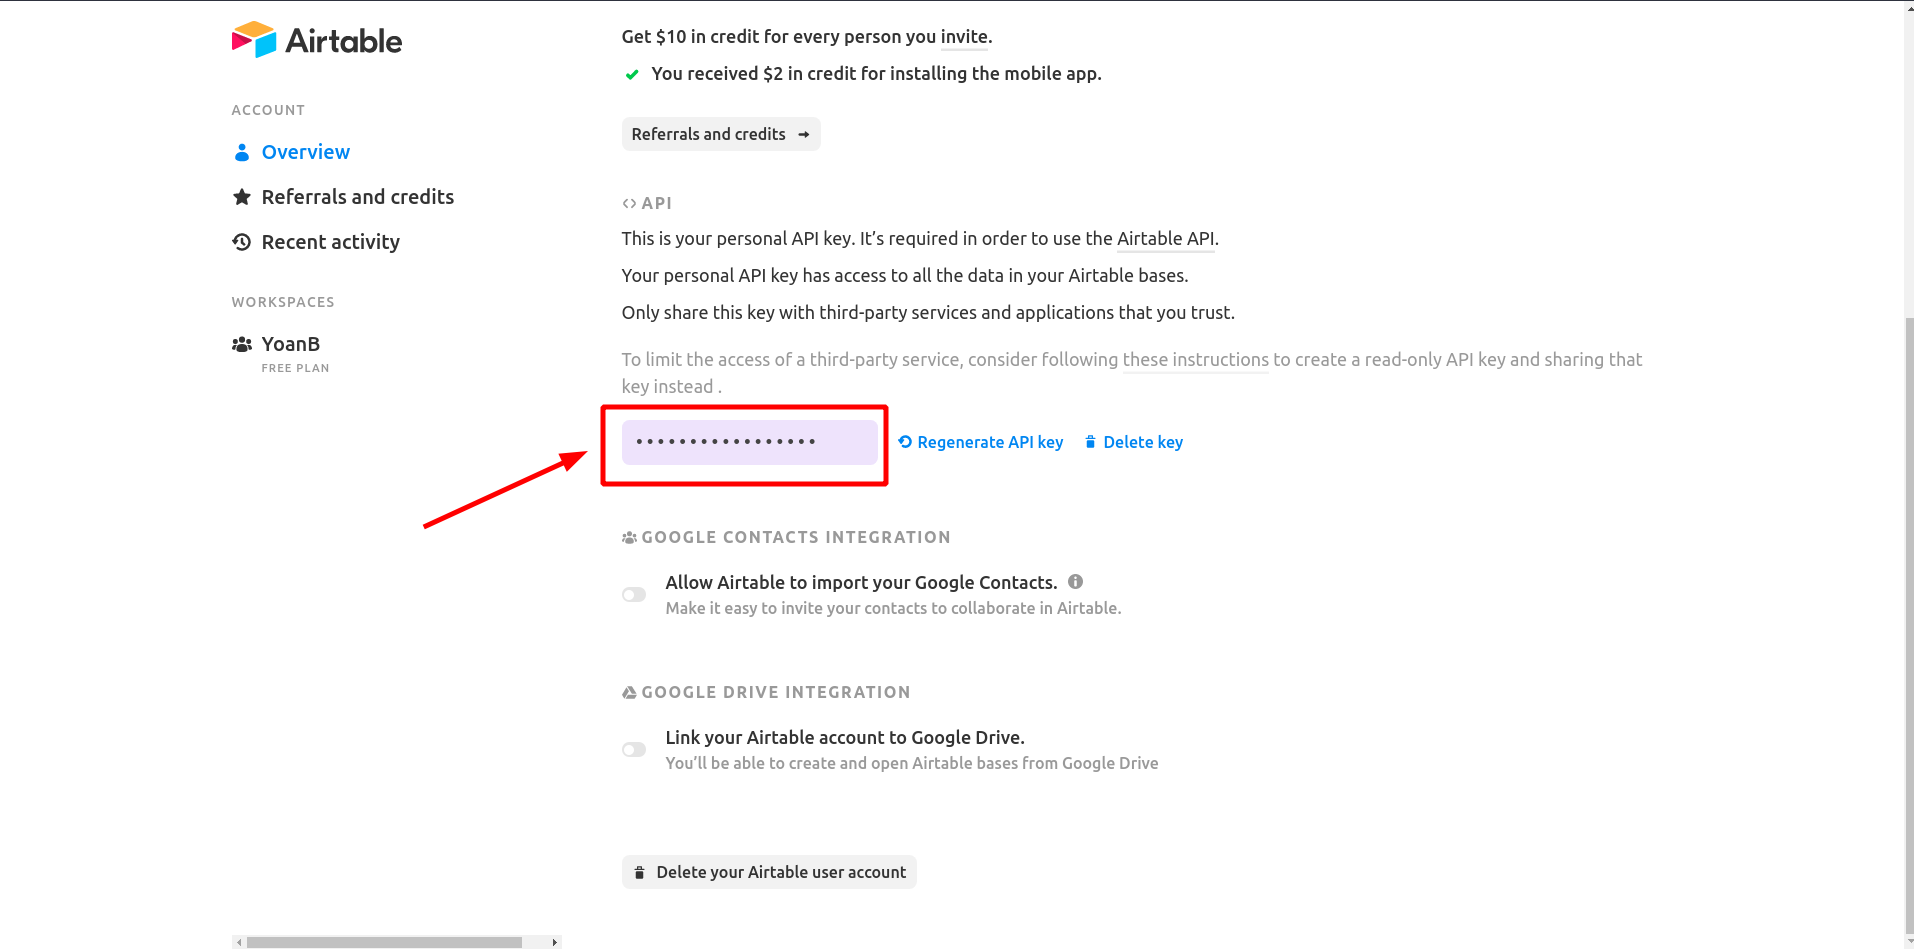 Airtable
ACCOUNT
Overview
Referrals and credits
Recent activity
WORKSPACES
YoanB
FREE PLAN
Get $10 in credit for every person you invite.
You received $2 in credit for installing the mobile app.
Referrals and credits
API
This is your personal API key. It’s required in order to use the Airtable API.
Your personal API key has access to all the data in your Airtable bases.
Only share this key with third-party services and applications that you trust.
To limit the access of a third-party service, consider following these instructions to create a read-only API key and sharing that
key instead .
•••••••••••••••••
Regenerate API key
Delete key
GOOGLE CONTACTS INTEGRATION
Allow Airtable to import your Google Contacts.
Make it easy to invite your contacts to collaborate in Airtable.
GOOGLE DRIVE INTEGRATION
Link your Airtable account to Google Drive.
You’ll be able to create and open Airtable bases from Google Drive
Delete your Airtable user account